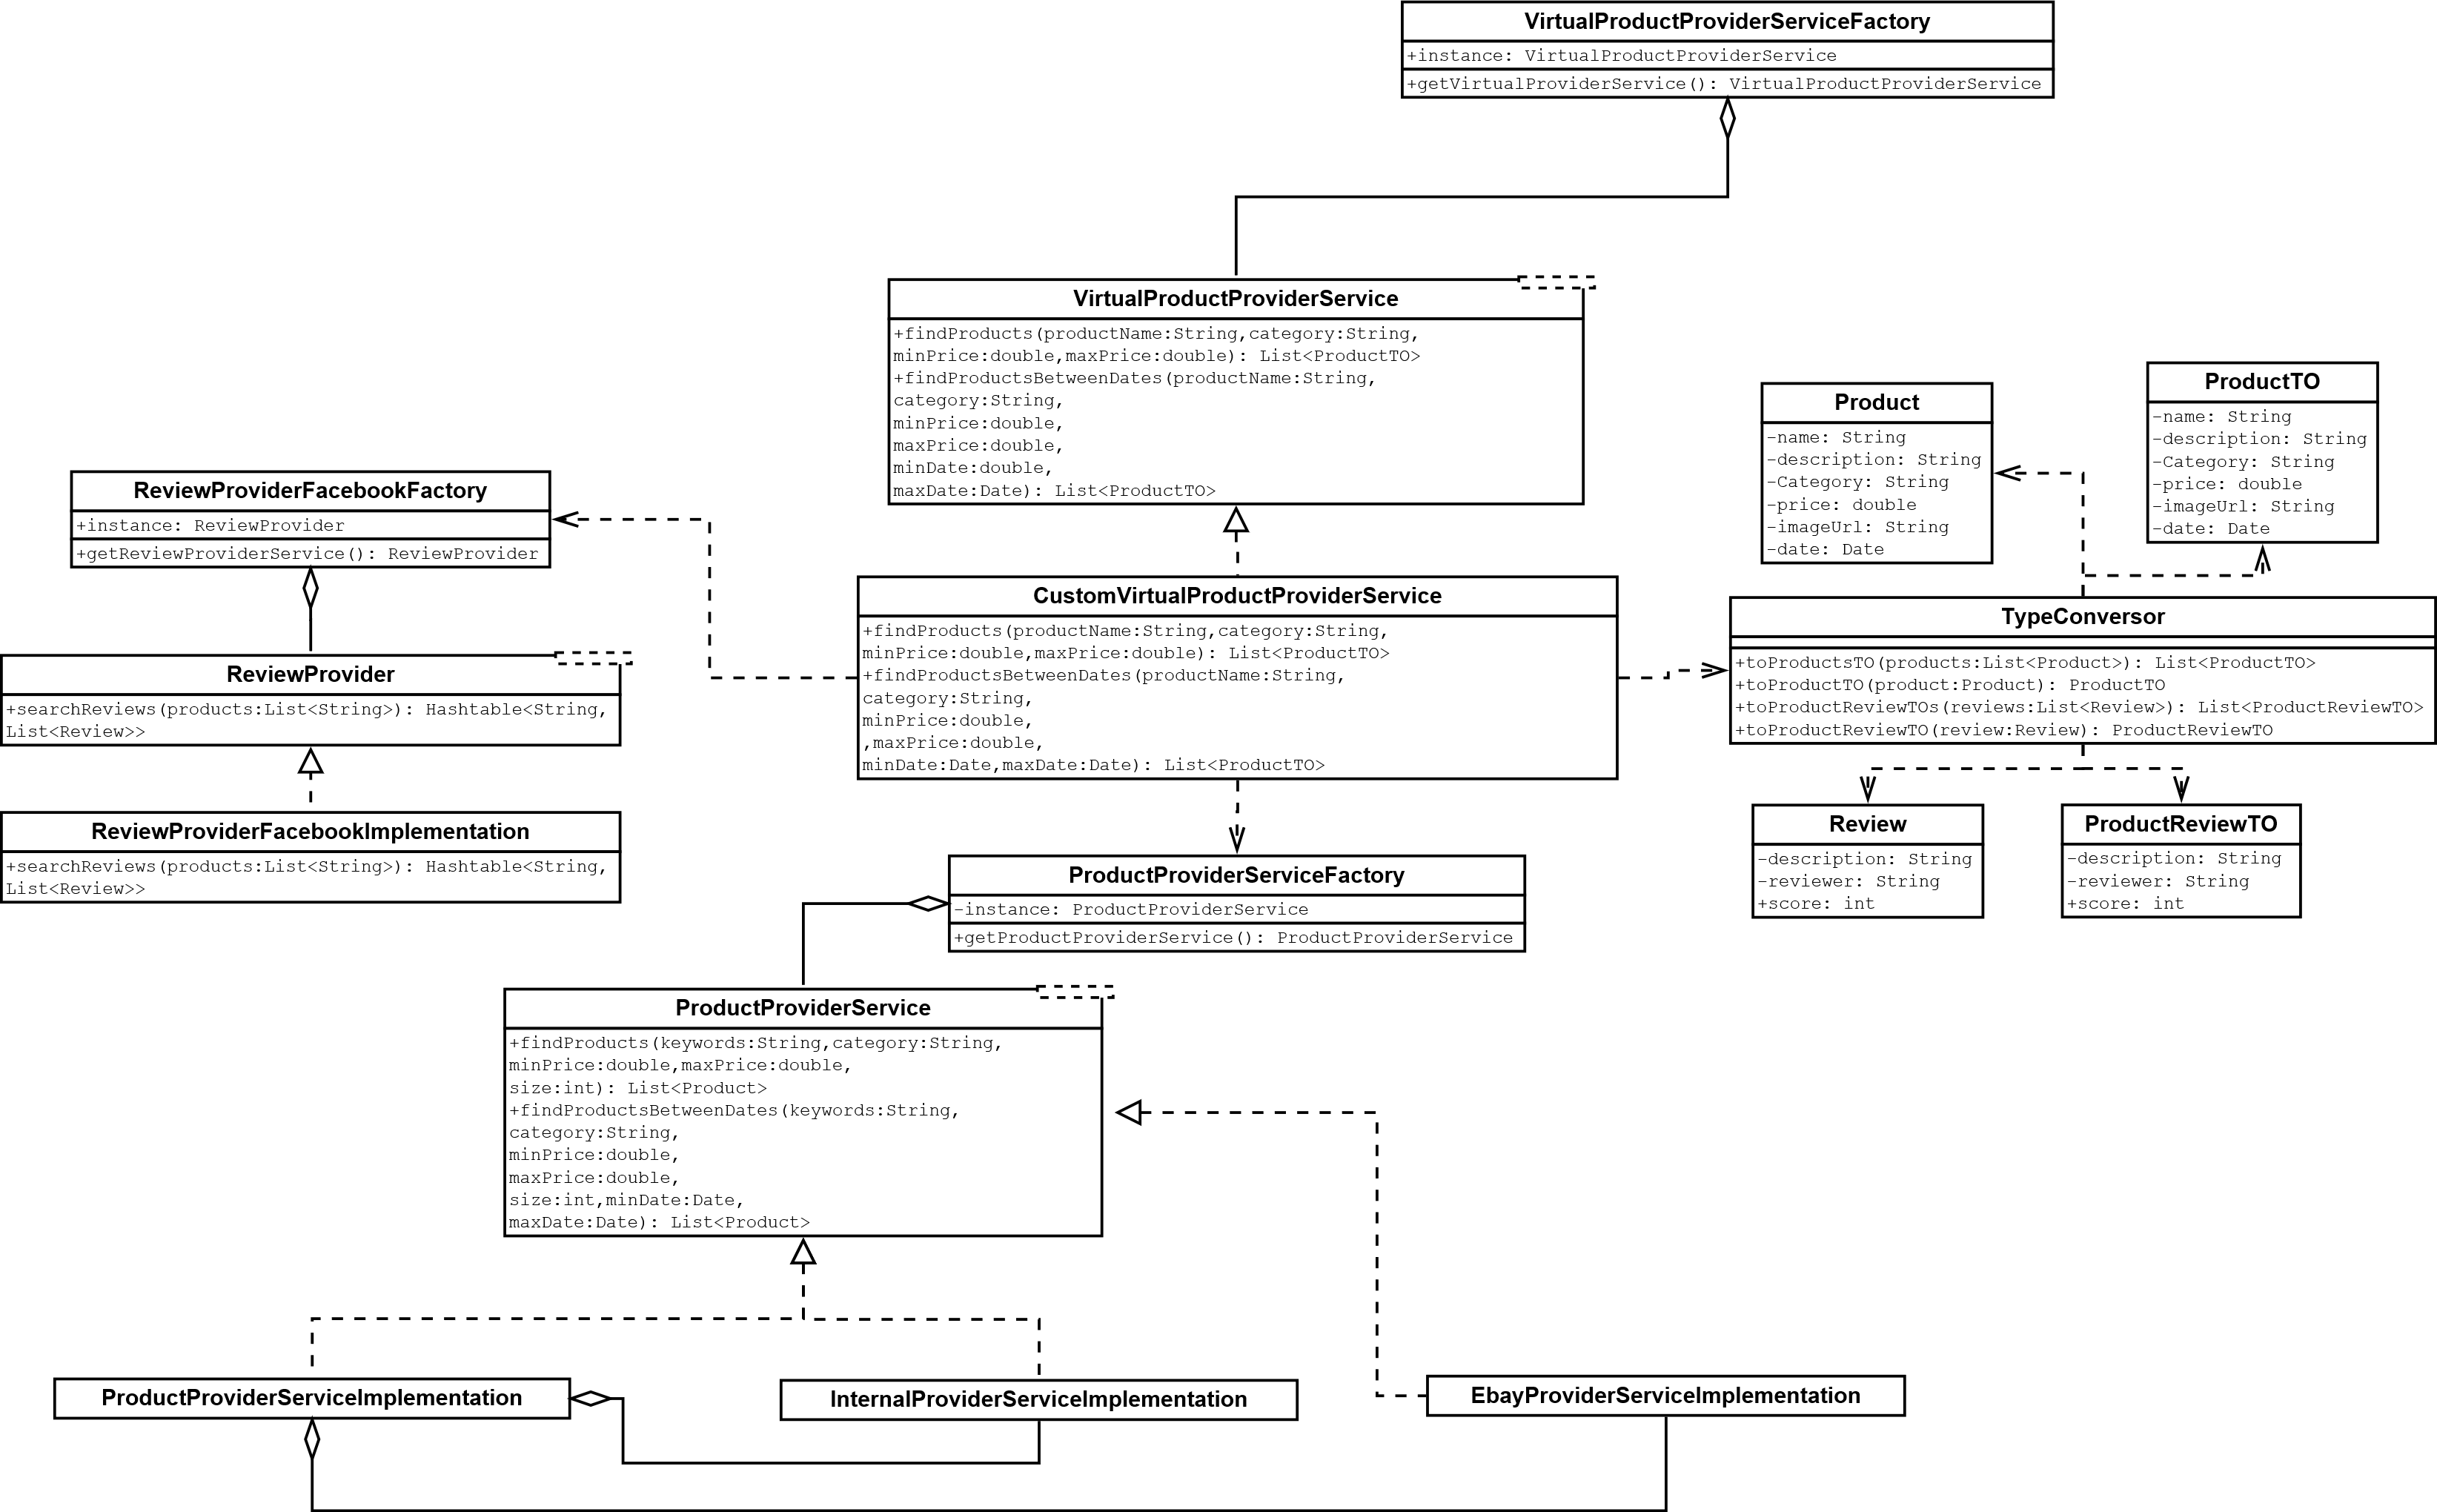 VirtualProductProviderServiceFactory
+instance: VirtualProductProviderService
+getVirtualProviderService(): VirtualProductProviderService
VirtualProductProviderService
+findProducts(productName:String,category:String,
minPrice:double,maxPrice:double): List<ProductTO>
+findProductsBetweenDates(productName:String,
category:String,
minPrice:double,
maxPrice:double,
minDate:double,
maxDate:Date): List<ProductTO>
Product
-name: String
-description: String
-Category: String
-price: double
-imageUrl: String
-date: Date
ProductTO
-name: String
-description: String
-Category: String
-price: double
-imageUrl: String
-date: Date
ReviewProviderFacebookFactory
+instance: ReviewProvider
+getReviewProviderService(): ReviewProvider
CustomVirtualProductProviderService
+findProducts(productName:String,category:String,
minPrice:double,maxPrice:double): List<ProductTO>
+findProductsBetweenDates(productName:String,
category:String,
minPrice:double,
,maxPrice:double,
minDate:Date,maxDate:Date): List<ProductTO>
TypeConversor
+toProductsTO(products:List<Product>): List<ProductTO>
+toProductTO(product:Product): ProductTO
+toProductReviewTOs(reviews:List<Review>): List<ProductReviewTO>
+toProductReviewTO(review:Review): ProductReviewTO
ReviewProvider
+searchReviews(products:List<String>): Hashtable<String,
List<Review>>
ReviewProviderFacebookImplementation
+searchReviews(products:List<String>): Hashtable<String,
List<Review>>
Review
-description: String
-reviewer: String
+score: int
ProductReviewTO
-description: String
-reviewer: String
+score: int
ProductProviderServiceFactory
-instance: ProductProviderService
+getProductProviderService(): ProductProviderService
ProductProviderService
+findProducts(keywords:String,category:String,
minPrice:double,maxPrice:double,
size:int): List<Product>
+findProductsBetweenDates(keywords:String,
category:String,
minPrice:double,
maxPrice:double,
size:int,minDate:Date,
maxDate:Date): List<Product>
ProductProviderServiceImplementation
InternalProviderServiceImplementation
EbayProviderServiceImplementation